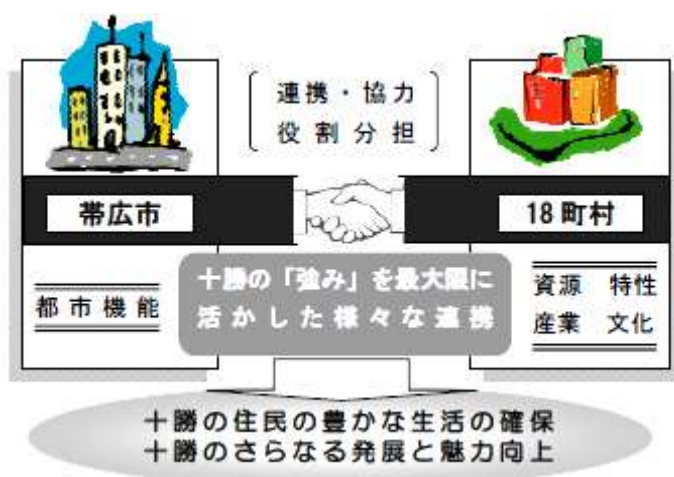 連携・協力
役割分担
帯広市
18町村
十勝の「強み」を最大限に
活かした様々な連携
都市機能
資源 特性
産業 文化
十勝の住民の豊かな生活の確保
十勝のさらなる発展と魅力向上